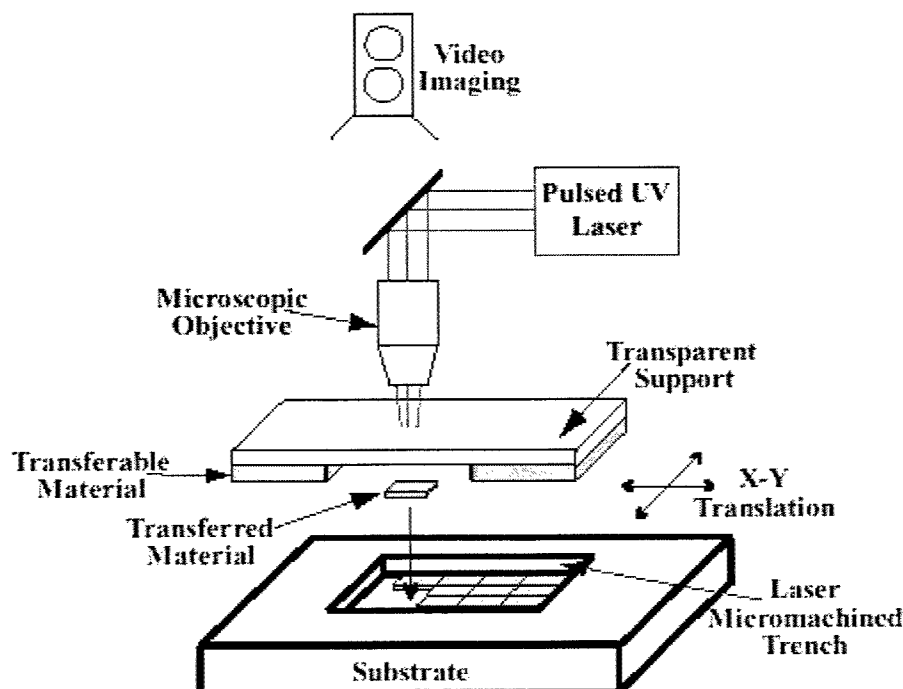 Video
Imaging
Pulsed UV
Laser
Microscopic
Objective
Transparent
Support
Transferable
Material
X-Y
Translation
Transferred
Material
Laser
Micromachined
Trench
Substrate